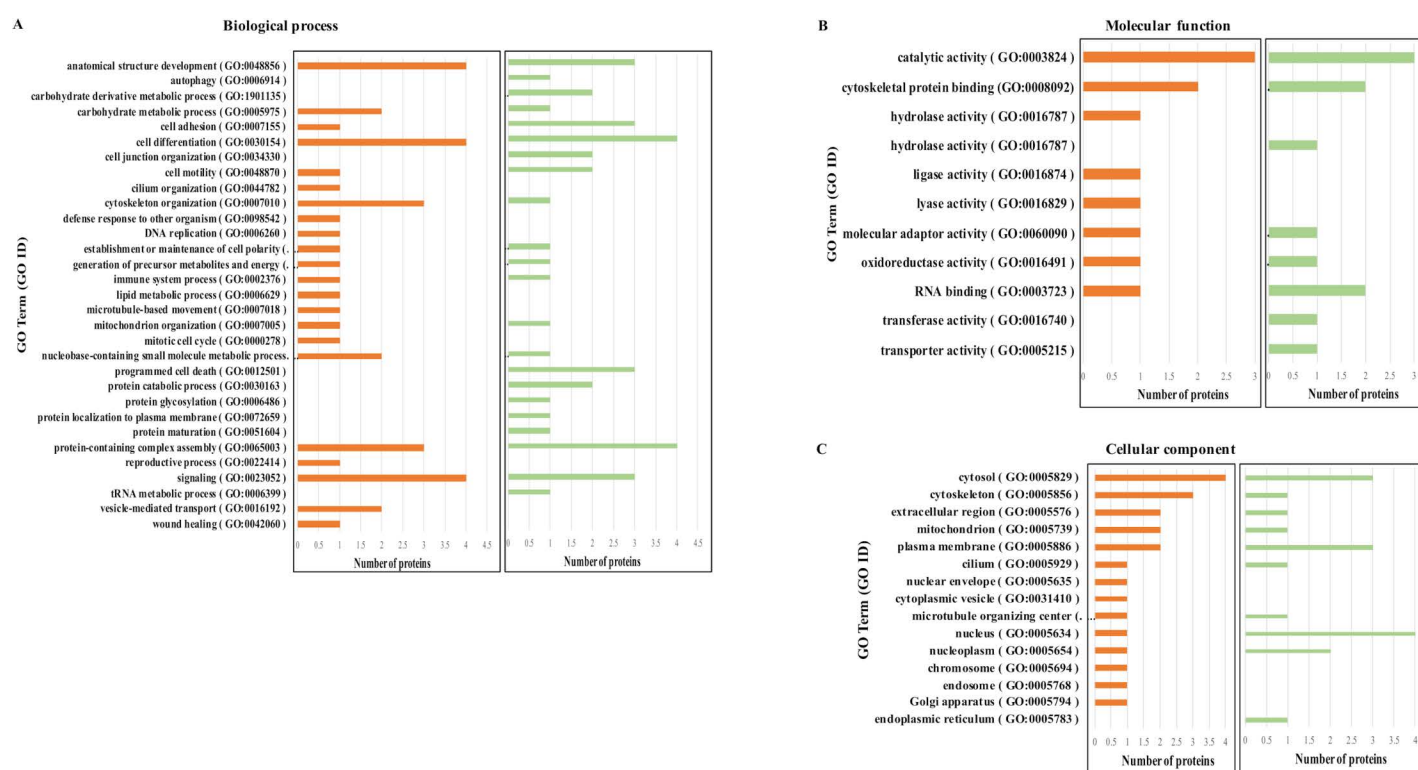 A
Biological process
GO Term (GO ID)
anatomical structure development ( GO:0048856 )
autophagy ( GO:0006914 )
carbohydrate derivative metabolic process ( GO:1901135 )
carbohydrate metabolic process ( GO:0005975 )
cell adhesion ( GO:0007155 )
cell differentiation ( GO:0030154 )
cell junction organization ( GO:0034330 )
cell motility ( GO:0048870 )
cilium organization ( GO:0044782 )
cytoskeleton organization ( GO:0007010 )
defense response to other organism ( GO:0098542 )
DNA replication ( GO:0006260 )
establishment or maintenance of cell polarity (. ...
generation of precursor metabolites and energy (. ...
immune system process ( GO:0002376 )
lipid metabolic process ( GO:0006629 )
microtubule-based movement ( GO:0007018 )
mitochondrion organization ( GO:0007005 )
mitotic cell cycle ( GO:0000278 )
nucleobase-containing small molecule metabolic process. ...
programmed cell death ( GO:0012501 )
protein catabolic process ( GO:0030163 )
protein glycosylation ( GO:0006486 )
protein localization to plasma membrane ( GO:0072659 )
protein maturation ( GO:0051604 )
protein-containing complex assembly ( GO:0065003 )
reproductive process ( GO:0022414 )
signaling ( GO:0023052 )
tRNA metabolic process ( GO:0006399 )
vesicle-mediated transport ( GO:0016192 )
wound healing ( GO:0042060 )
0 0.5 1 1.5 2 2.5 3 3.5 4 4.5
Number of proteins
0 0.5 1 1.5 2 2.5 3 3.5 4 4.5
Number of proteins
B
Molecular function
GO Term (GO ID)
catalytic activity ( GO:0003824 )
cytoskeletal protein binding ( GO:0008092 )
hydrolase activity ( GO:0016787 )
hydrolase activity ( GO:0016787 )
ligase activity ( GO:0016874 )
lyase activity ( GO:0016829 )
molecular adaptor activity ( GO:0060090 )
oxidoreductase activity ( GO:0016491 )
RNA binding ( GO:0003723 )
transferase activity ( GO:0016740 )
transporter activity ( GO:0005215 )
0 0.5 1 1.5 2 2.5 3
Number of proteins
0 0.5 1 1.5 2 2.5 3
Number of proteins
C
Cellular component
GO Term (GO ID)
cytosol ( GO:0005829 )
cytoskeleton ( GO:0005856 )
extracellular region ( GO:0005576 )
mitochondrion ( GO:0005739 )
plasma membrane ( GO:0005886 )
cilium ( GO:0005929 )
nuclear envelope ( GO:0005635 )
cytoplasmic vesicle ( GO:0031410 )
microtubule organizing center (. ...
nucleus ( GO:0005634 )
nucleoplasm ( GO:0005654 )
chromosome ( GO:0005694 )
endosome ( GO:0005768 )
Golgi apparatus ( GO:0005794 )
endoplasmic reticulum ( GO:0005783 )
0 0.5 1 1.5 2 2.5 3 3.5 4
Number of proteins
0 0.5 1 1.5 2 2.5 3 3.5 4
Number of proteins